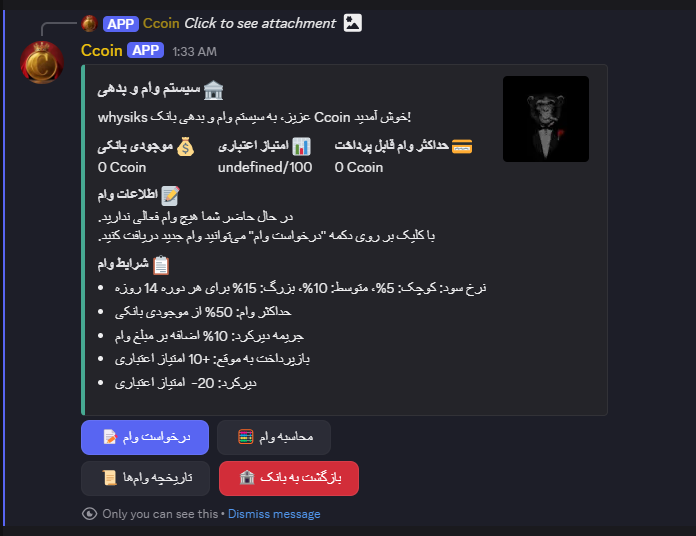 APP Ccoin Click to see attachment
Ccoin APP 1:33 AM
سیستم وام و بدهی
whysiks عزیز، به سیستم وام و بدهی بانک Ccoin خوش آمدید!
موجودی بانکی
0 Ccoin
امتیاز اعتباری
undefined/100
حداکثر وام قابل پرداخت
0 Ccoin
اطلاعات وام
در حال حاضر شما هیچ وام فعالی ندارید.
با کلیک بر روی دکمه "درخواست وام" می‌توانید وام جدید دریافت کنید.
شرایط وام
• نرخ سود: کوچک: 5%، متوسط: 10%، بزرگ: 15% برای هر دوره 14 روزه
• حداکثر وام: 50% از موجودی بانکی
• جریمه دیرکرد: 10% اضافه بر مبلغ وام
• بازپرداخت به موقع: +10 امتیاز اعتباری
• دیرکرد: -20 امتیاز اعتباری
درخواست وام
محاسبه وام
تاریخچه وام‌ها
بازگشت به بانک
Only you can see this • Dismiss message